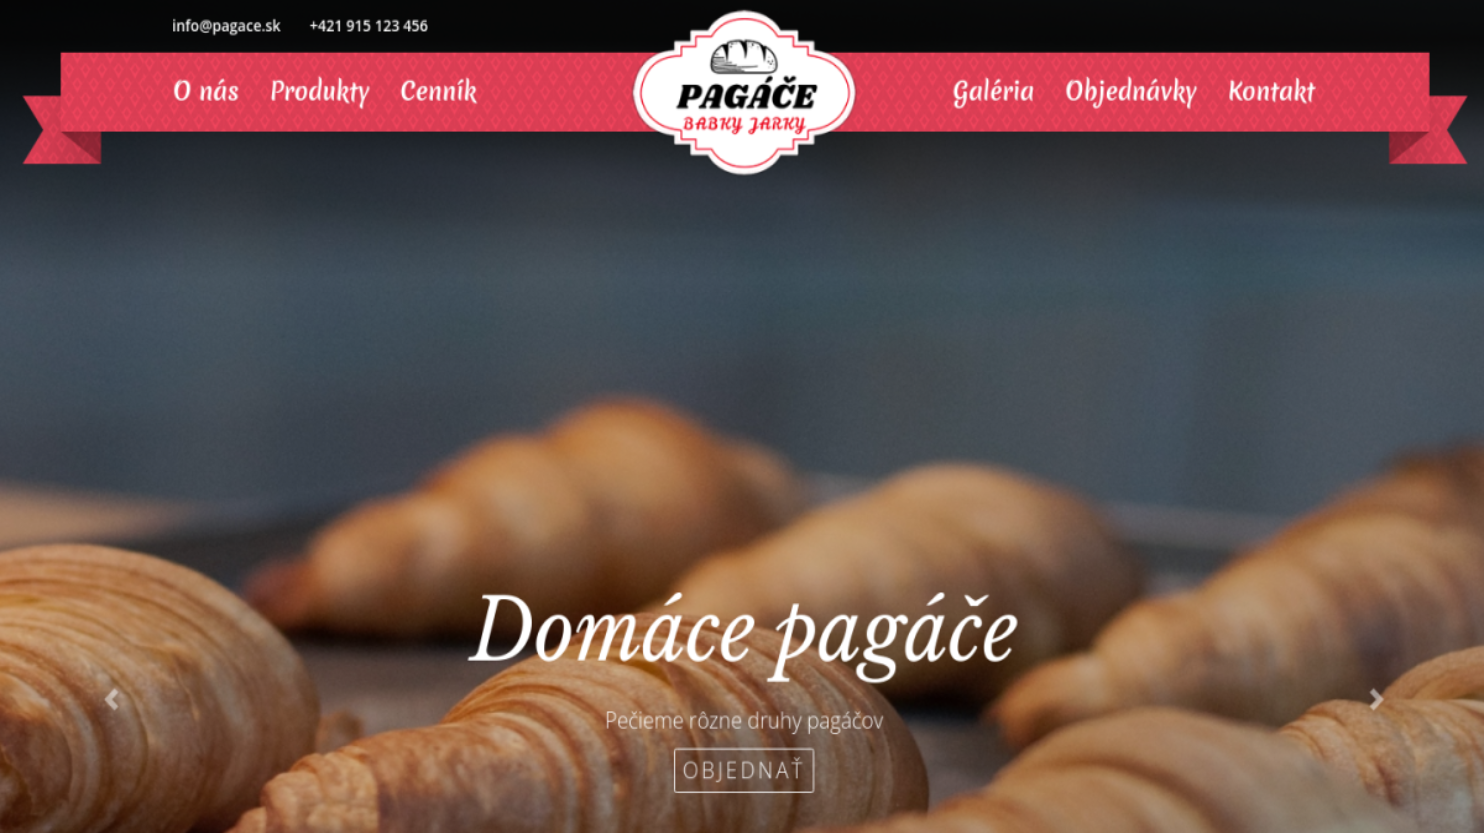 info@pagace.sk +421 915 123 456
O nás Produkty Cenník
PAGÁČE
BABKY JARKY
Galéria Objednávky Kontakt
Domáce pagáče
Pečieme rôzne druhy pagáčov
OBJEDNAŤ